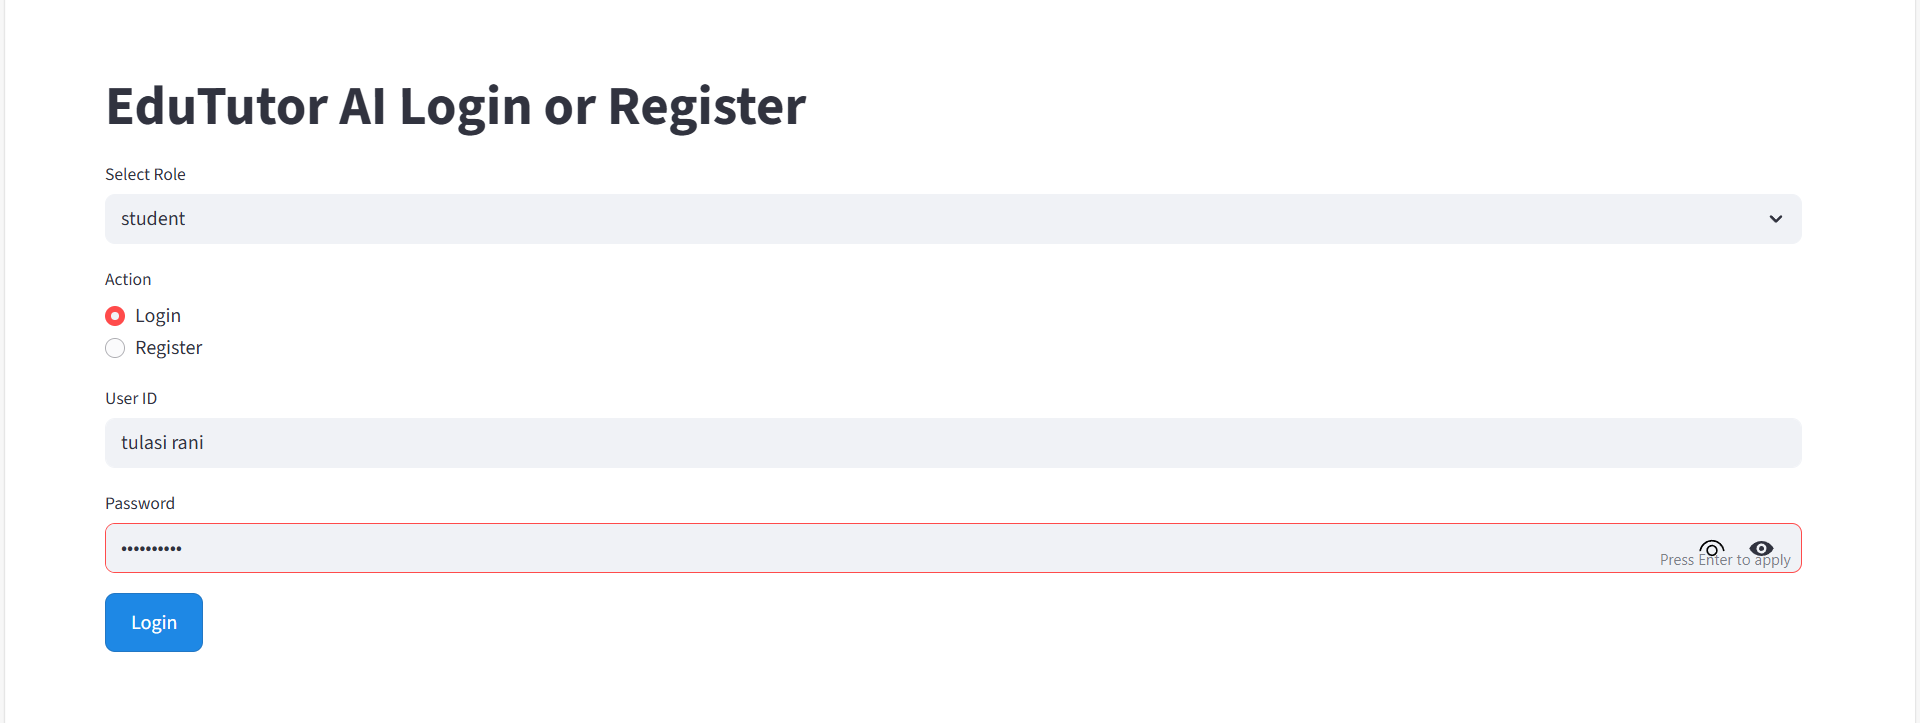 EduTutor AI Login or Register
Select Role
student
Action
Login
Register
User ID
tulasi rani
Password
••••••••••
Press Enter to apply
Login